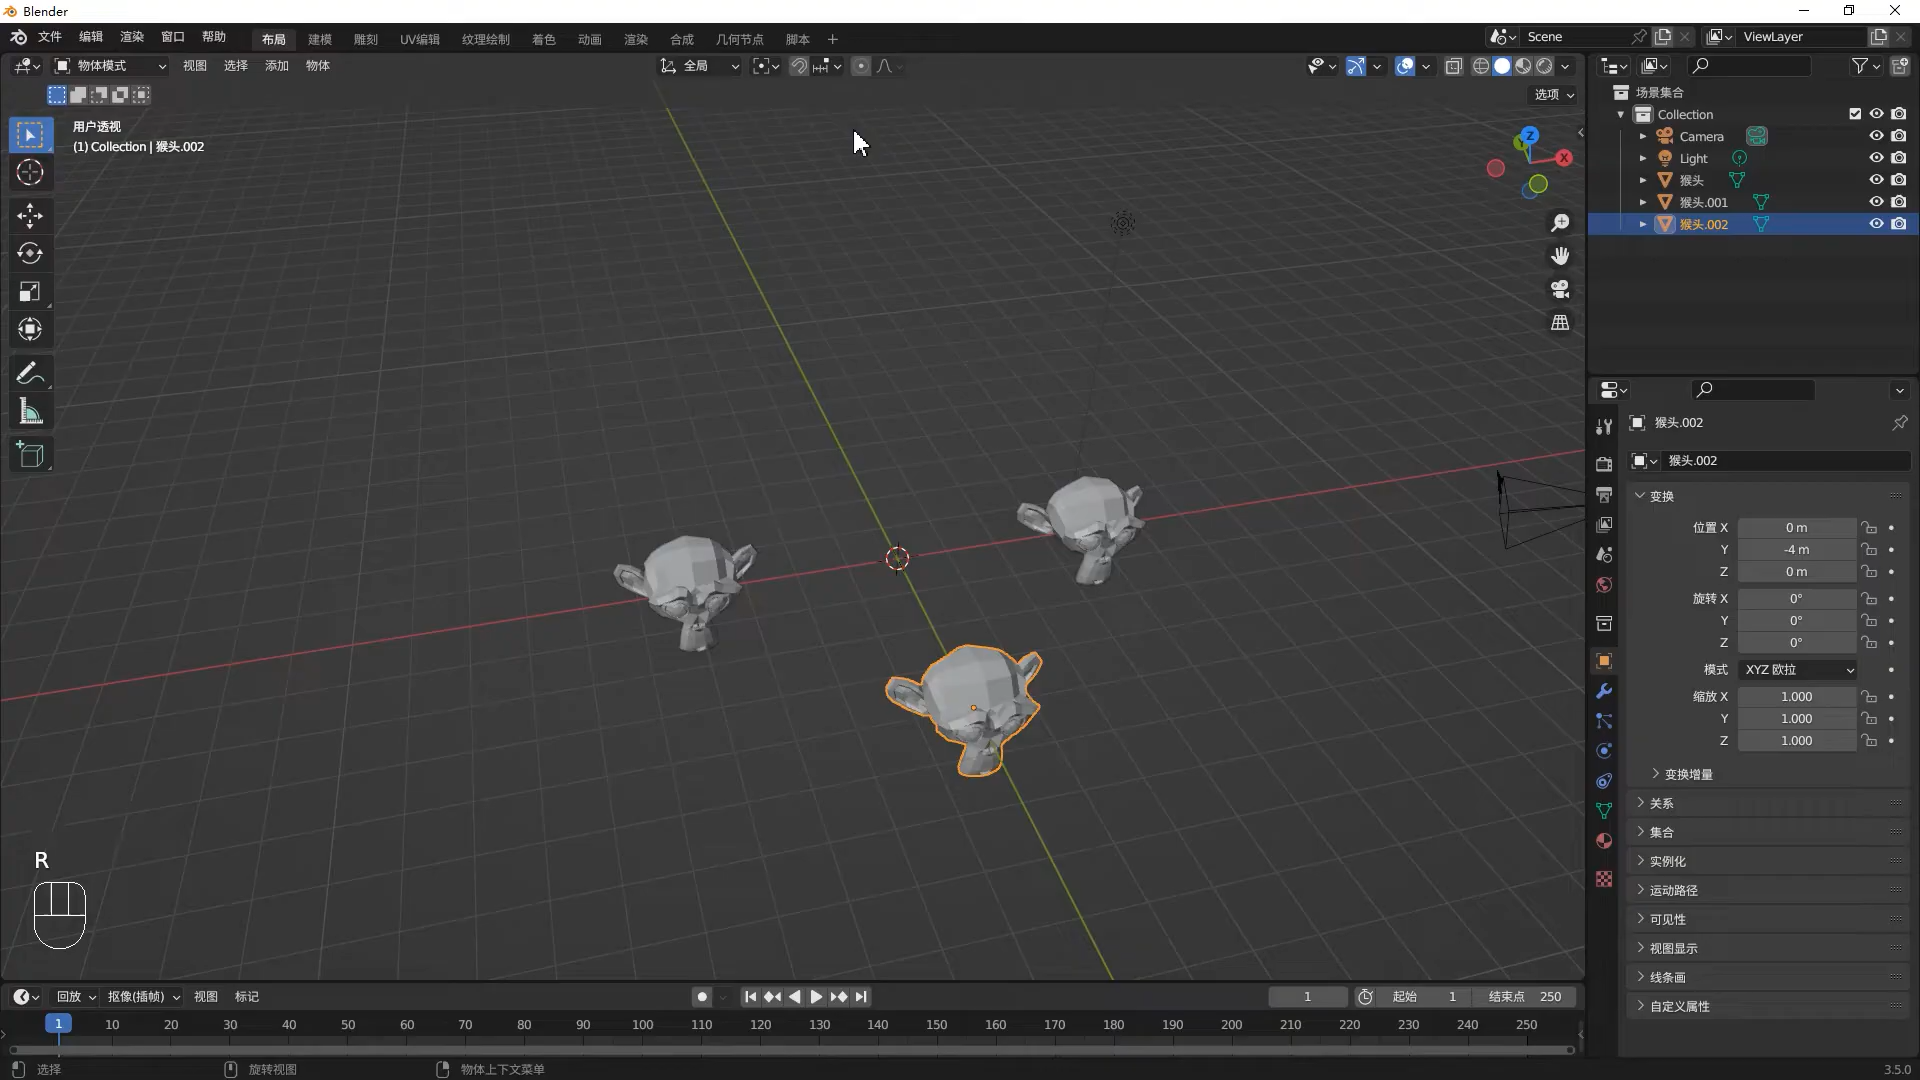 Blender
文件 编辑 渲染 窗口 帮助 布局 建模 雕刻 UV编辑 纹理绘制 着色 动画 渲染 合成 几何节点 脚本 + Scene ViewLayer
物体模式 视图 选择 添加 物体 全局
选项
用户透视
(1) Collection | 猴头.002
Z
Y
X
场景集合
Collection
Camera
Light
猴头
猴头.001
猴头.002
猴头.002
猴头.002
变换
位置 X 0 m
Y -4 m
Z 0 m
旋转 X 0°
Y 0°
Z 0°
模式 XYZ 欧拉
缩放 X 1.000
Y 1.000
Z 1.000
变换增量
关系
集合
实例化
运动路径
可见性
视图显示
线条画
自定义属性
R
回放 抠像(插帧) 视图 标记 1 起始 1 结束点 250
1 10 20 30 40 50 60 70 80 90 100 110 120 130 140 150 160 170 180 190 200 210 220 230 240 250
选择 旋转视图 物体上下文菜单 3.5.0